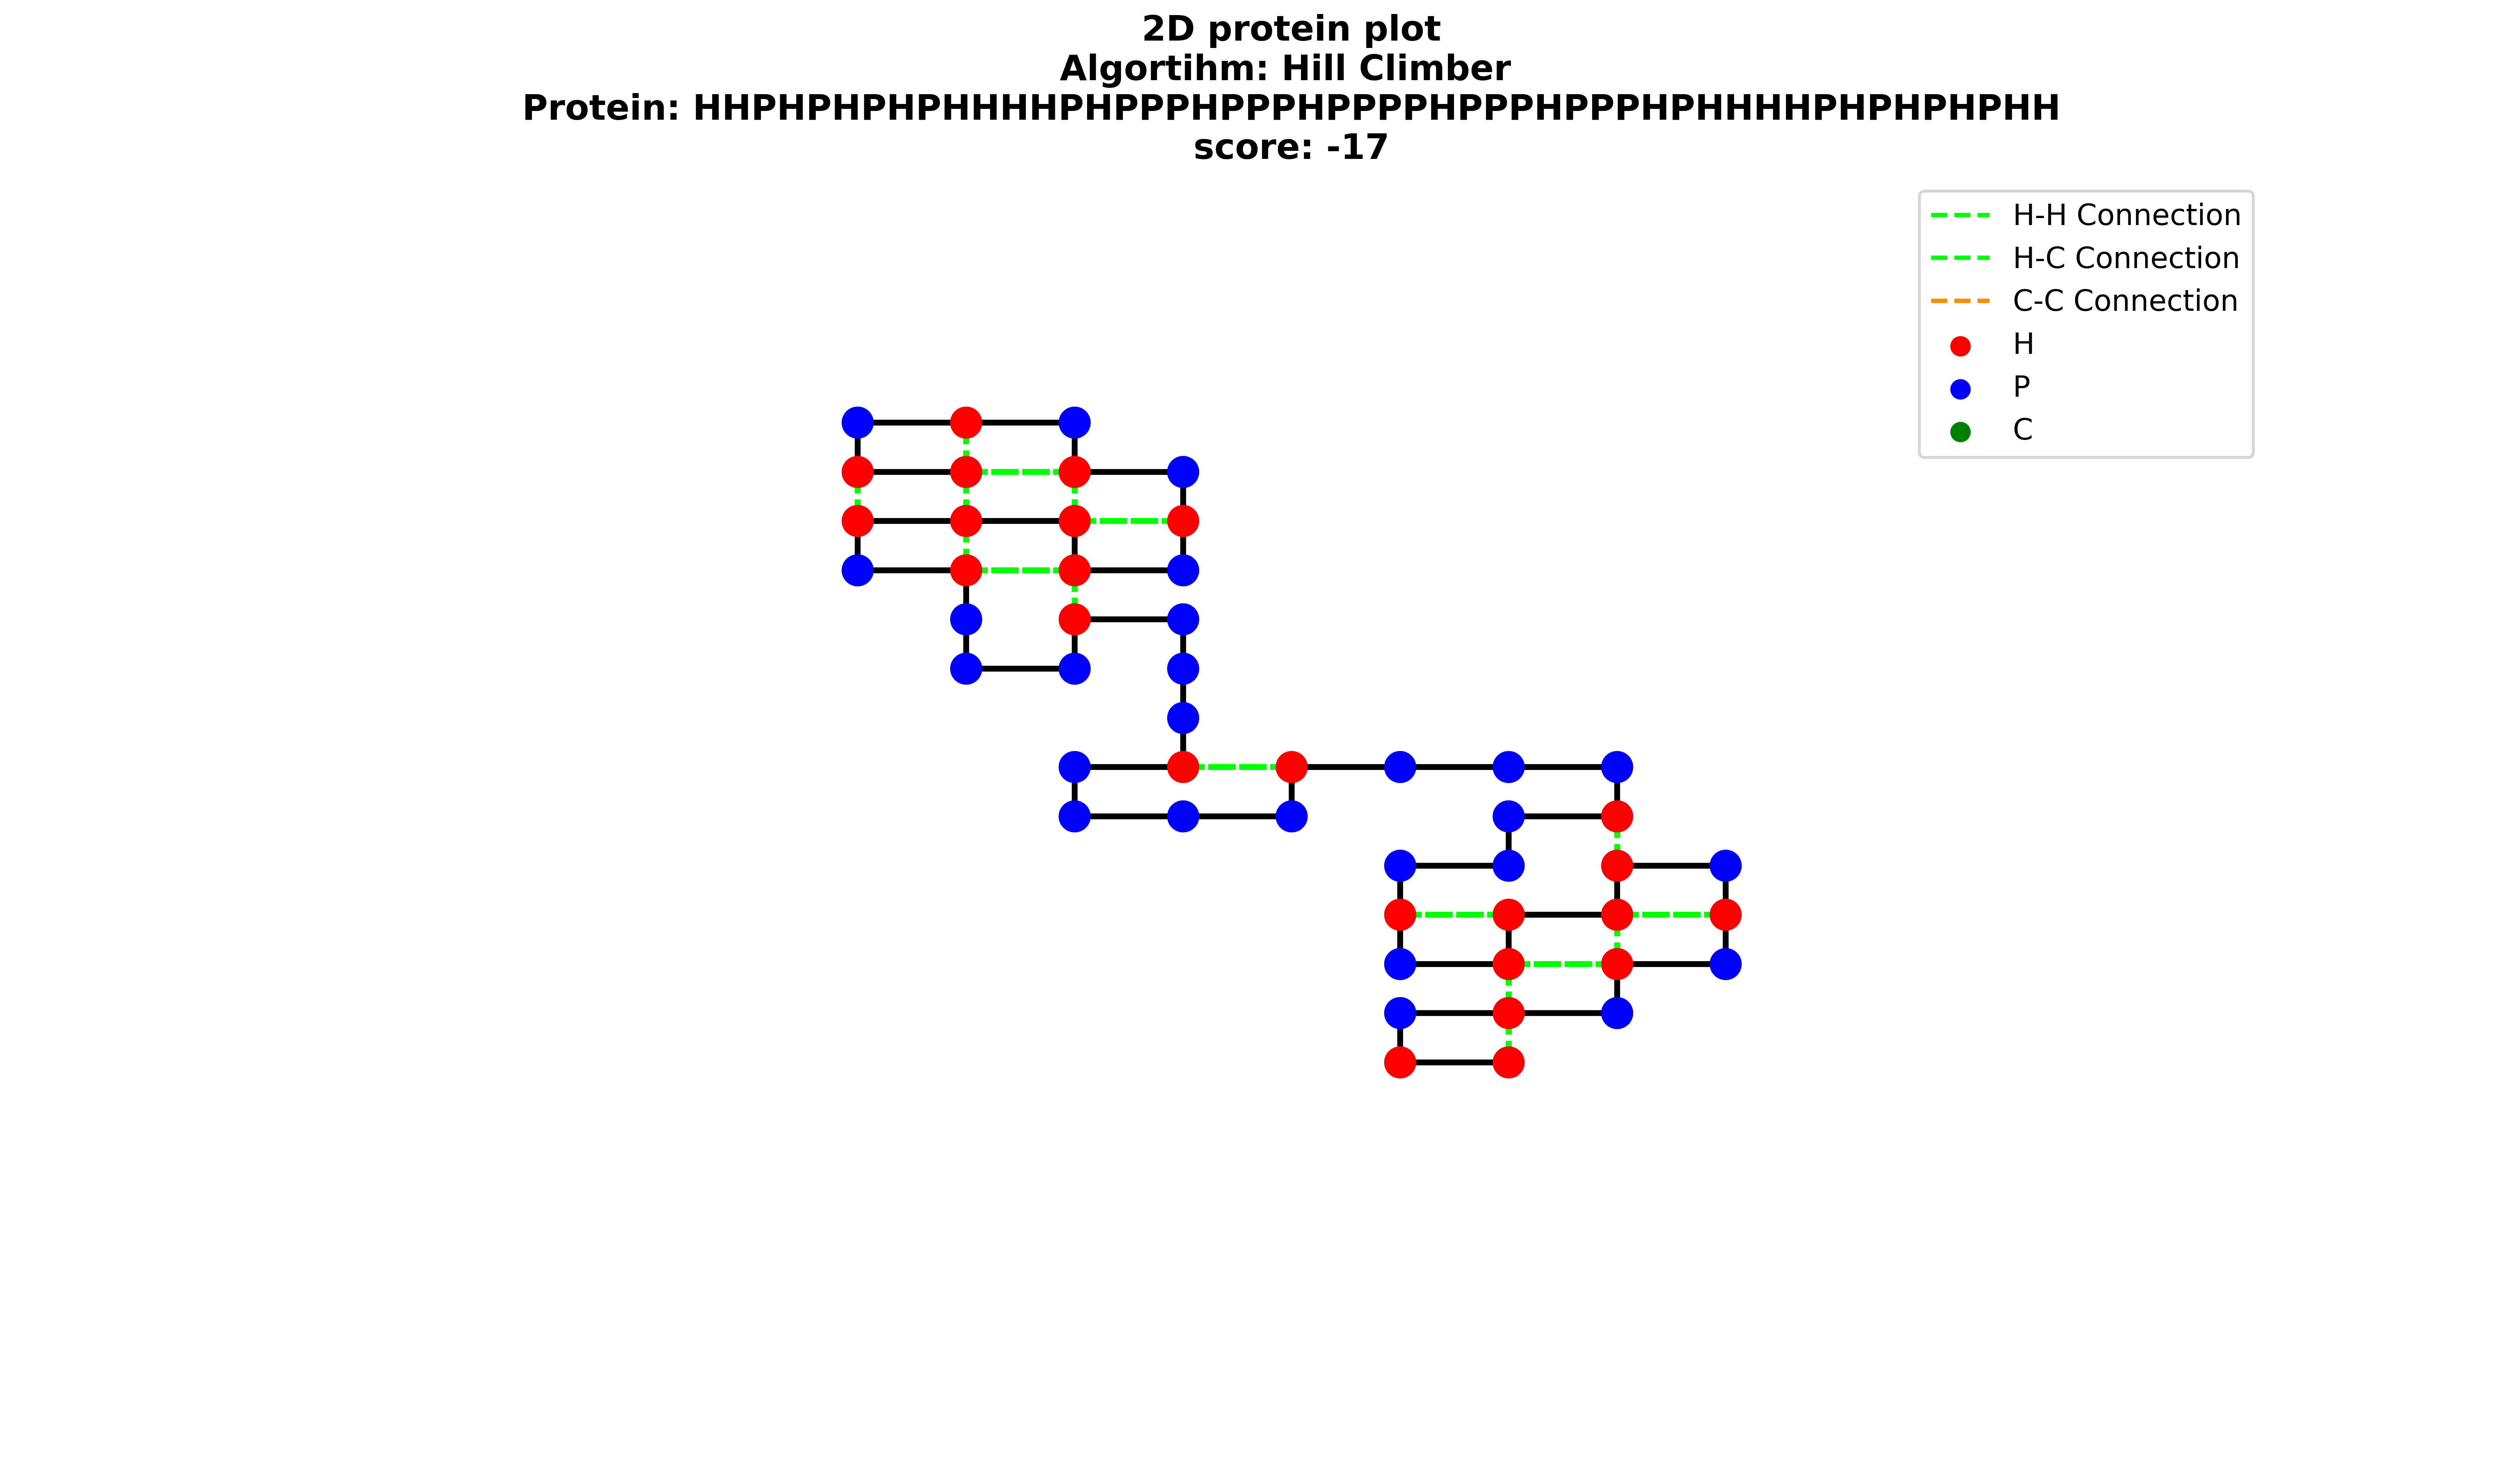 2D protein plot
Algortihm: Hill Climber
Protein: HHPHPHPHPHHHHPHPPPHPPPHPPPPHPPPHPPPHPHHHHPHPHPHPHH
score: -17
H-H Connection
H-C Connection
C-C Connection
H
P
C